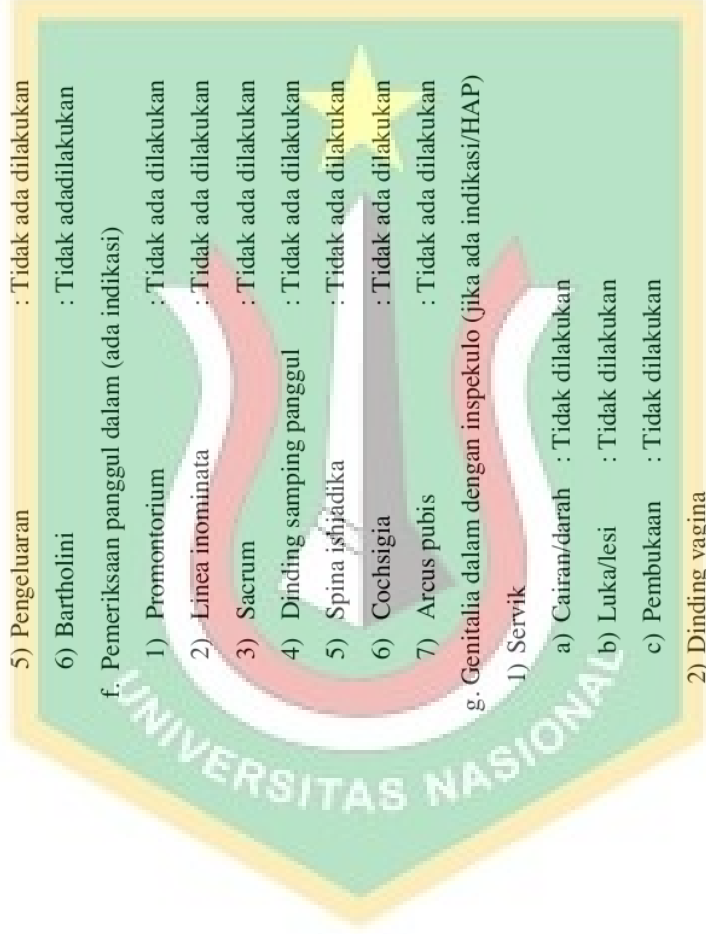 5) Pengeluaran : Tidak ada dilakukan
6) Bartholini : Tidak adadilakukan
f. Pemeriksaan panggul dalam (ada indikasi)
1) Promontorium : Tidak ada dilakukan
2) Linea inominata : Tidak ada dilakukan
3) Sacrum : Tidak ada dilakukan
4) Dinding samping panggul : Tidak ada dilakukan
5) Spina ishiadika : Tidak ada dilakukan
6) Cochsigia : Tidak ada dilakukan
7) Arcus pubis : Tidak ada dilakukan
g. Genitalia dalam dengan inspekulo (jika ada indikasi/HAP)
1) Servik
a) Cairan/darah : Tidak dilakukan
b) Luka/lesi : Tidak dilakukan
c) Pembukaan : Tidak dilakukan
2) Dinding vagina
UNIVERSITAS NASIONAL